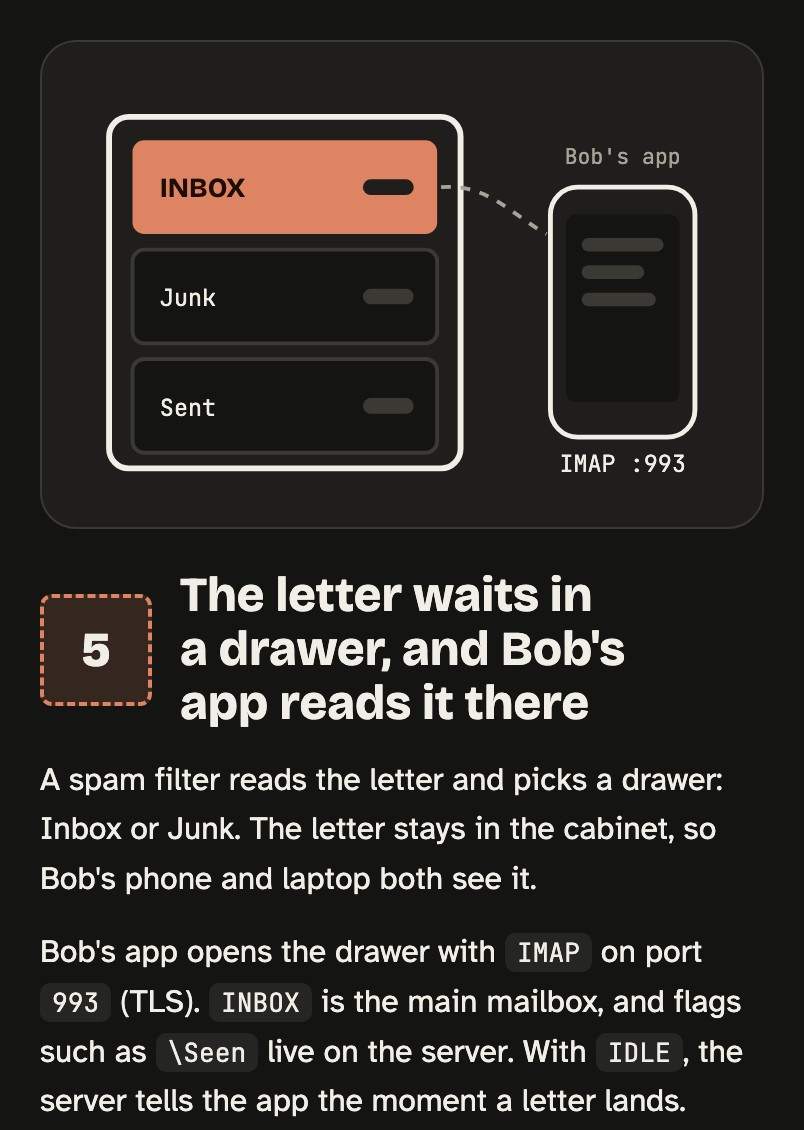 INBOX
Bob's app
Junk
Sent
IMAP :993
5
The letter waits in
a drawer, and Bob's
app reads it there
A spam filter reads the letter and picks a drawer:
Inbox or Junk. The letter stays in the cabinet, so
Bob's phone and laptop both see it.
Bob's app opens the drawer with IMAP on port
993 (TLS). INBOX is the main mailbox, and flags
such as \Seen live on the server. With IDLE, the
server tells the app the moment a letter lands.